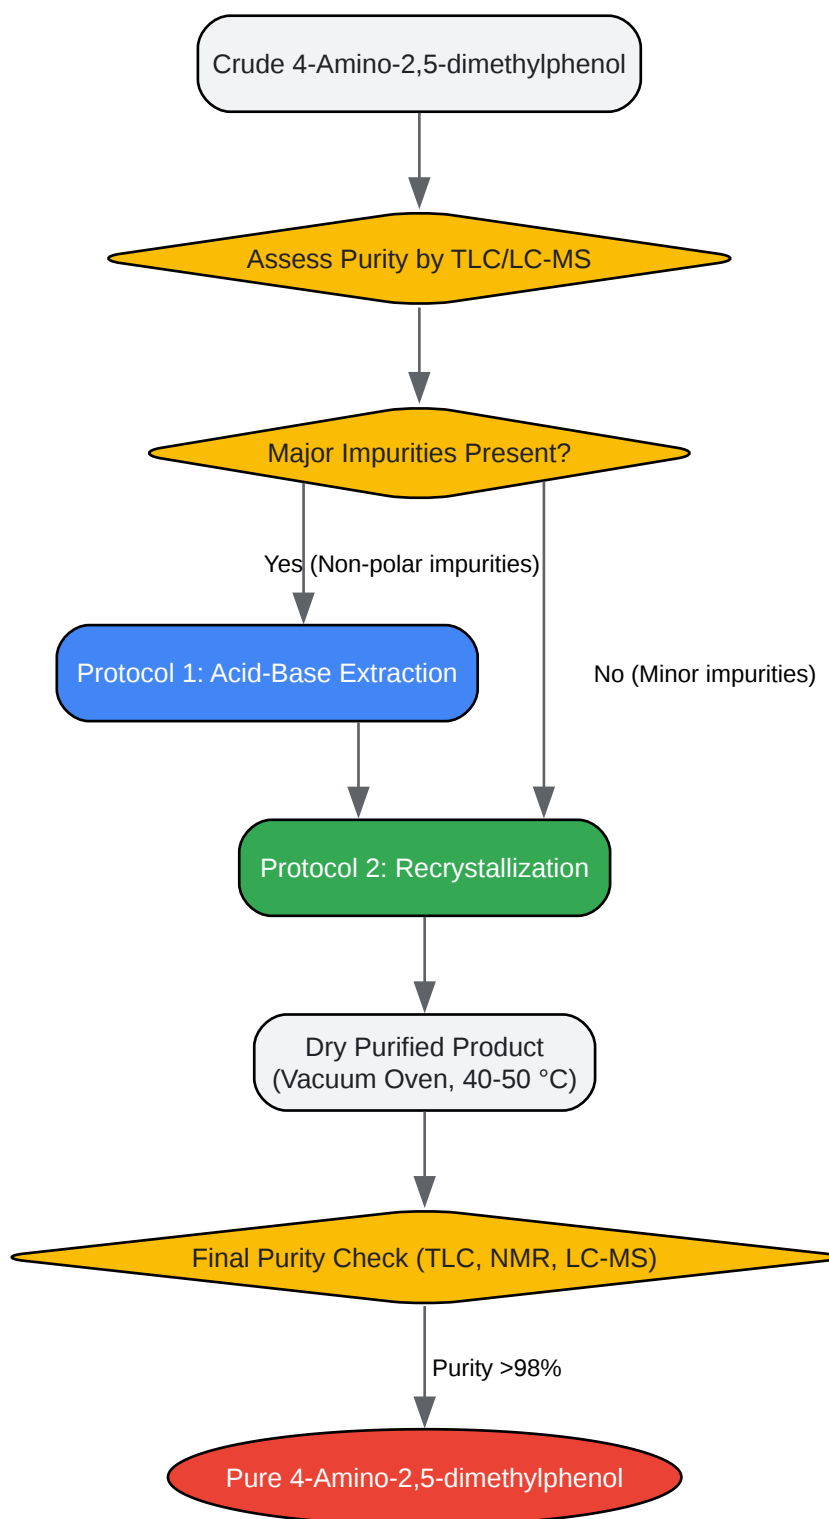 Crude 4-Amino-2,5-dimethylphenol
Assess Purity by TLC/LC-MS
Major Impurities Present?
Yes (Non-polar impurities)
Protocol 1: Acid-Base Extraction
No (Minor impurities)
Protocol 2: Recrystallization
Dry Purified Product
(Vacuum Oven, 40-50 °C)
Final Purity Check (TLC, NMR, LC-MS)
Purity >98%
Pure 4-Amino-2,5-dimethylphenol